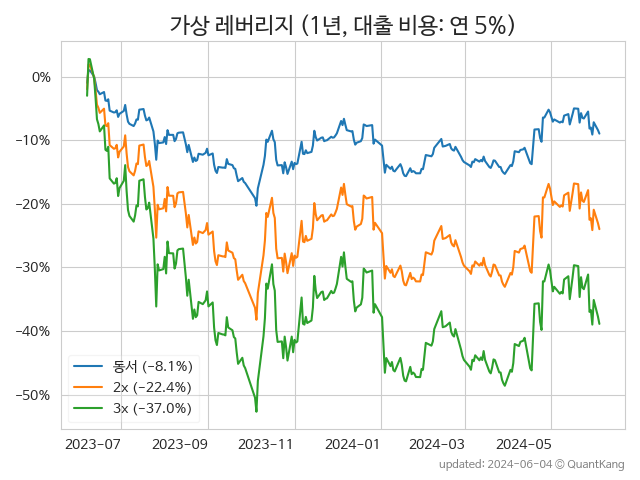 가상 레버리지 (1년, 대출 비용: 연 5%)
0%
−10%
−20%
−30%
−40%
−50%
동서 (−8.1%)
2x (−22.4%)
3x (−37.0%)
2023-07 2023-09 2023-11 2024-01 2024-03 2024-05
updated: 2024-06-04 © QuantKang